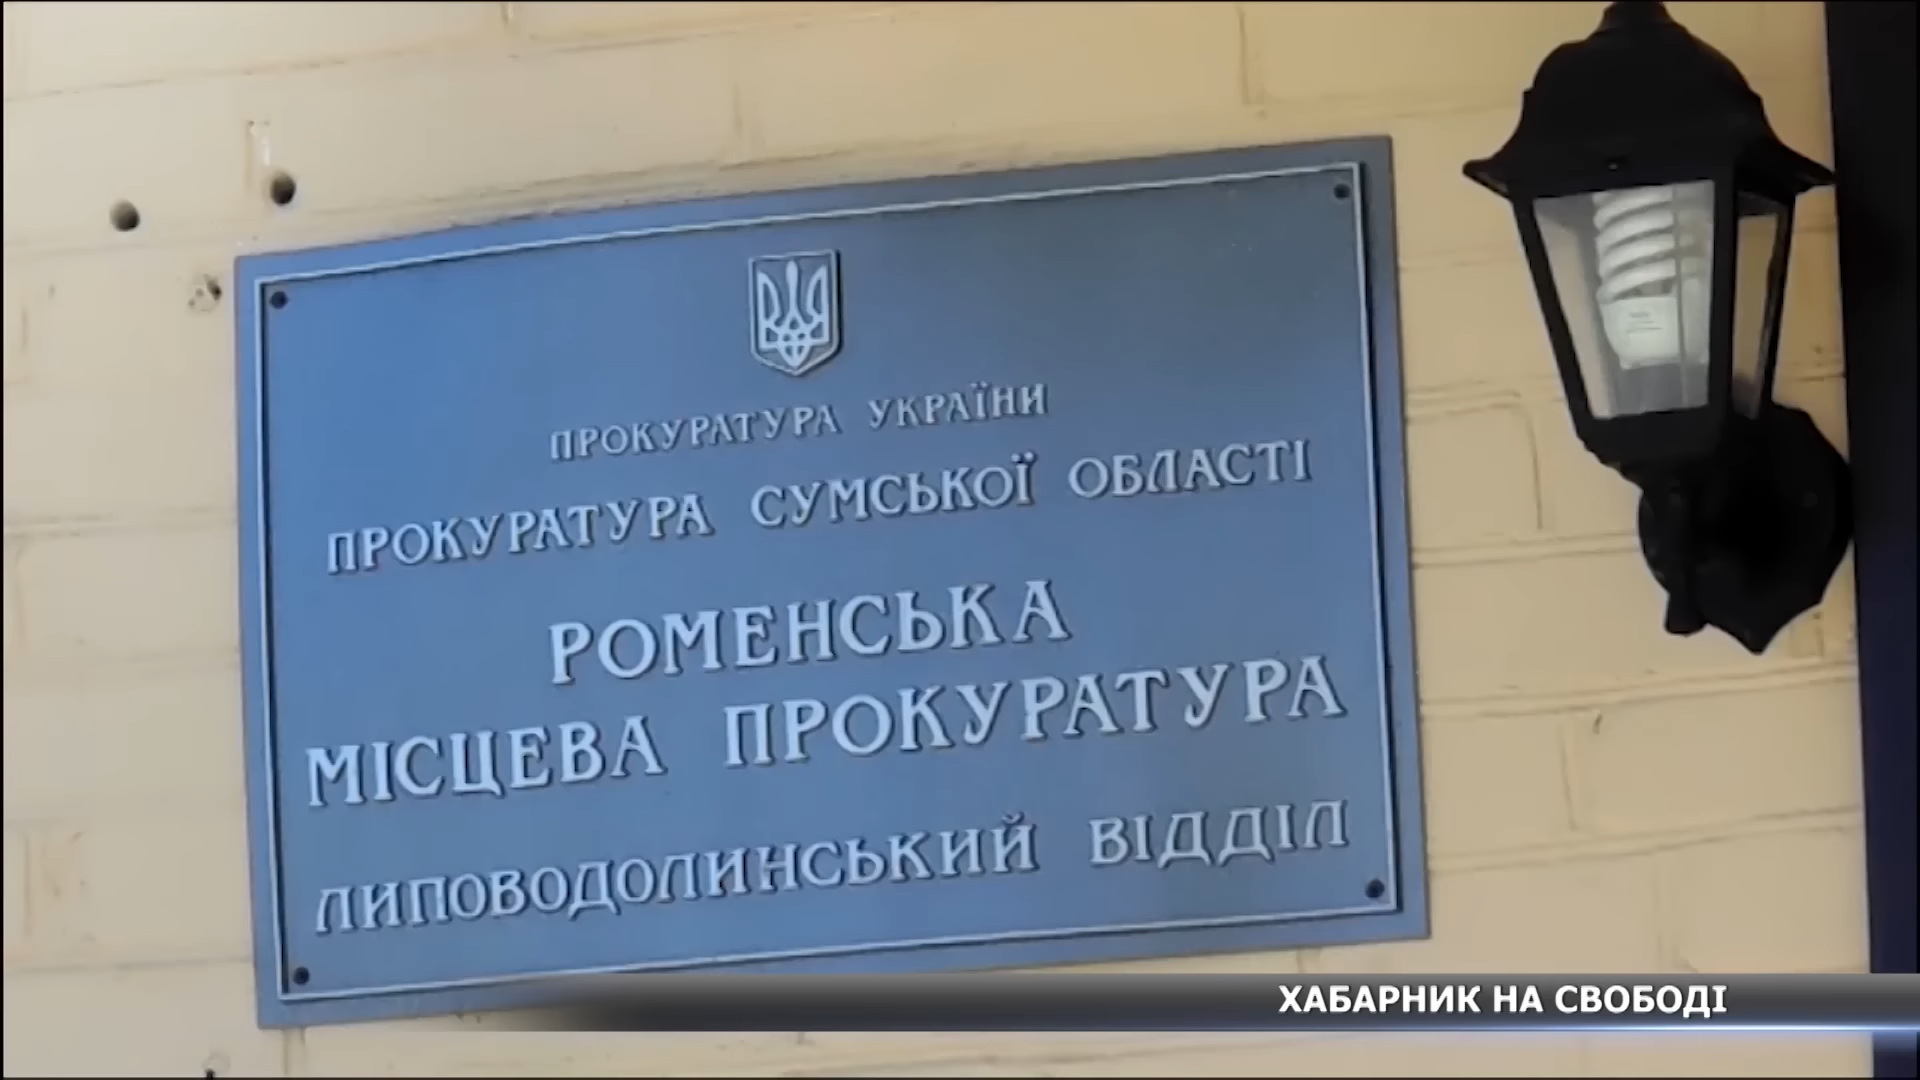 ПРОКУРАТУРА УКРАЇНИ
ПРОКУРАТУРА СУМСЬКОЇ ОБЛАСТІ
РОМЕНСЬКА
МІСЦЕВА ПРОКУРАТУРА
ЛИПОВОДОЛИНСЬКИЙ ВІДДІЛ
ХАБАРНИК НА СВОБОДІ